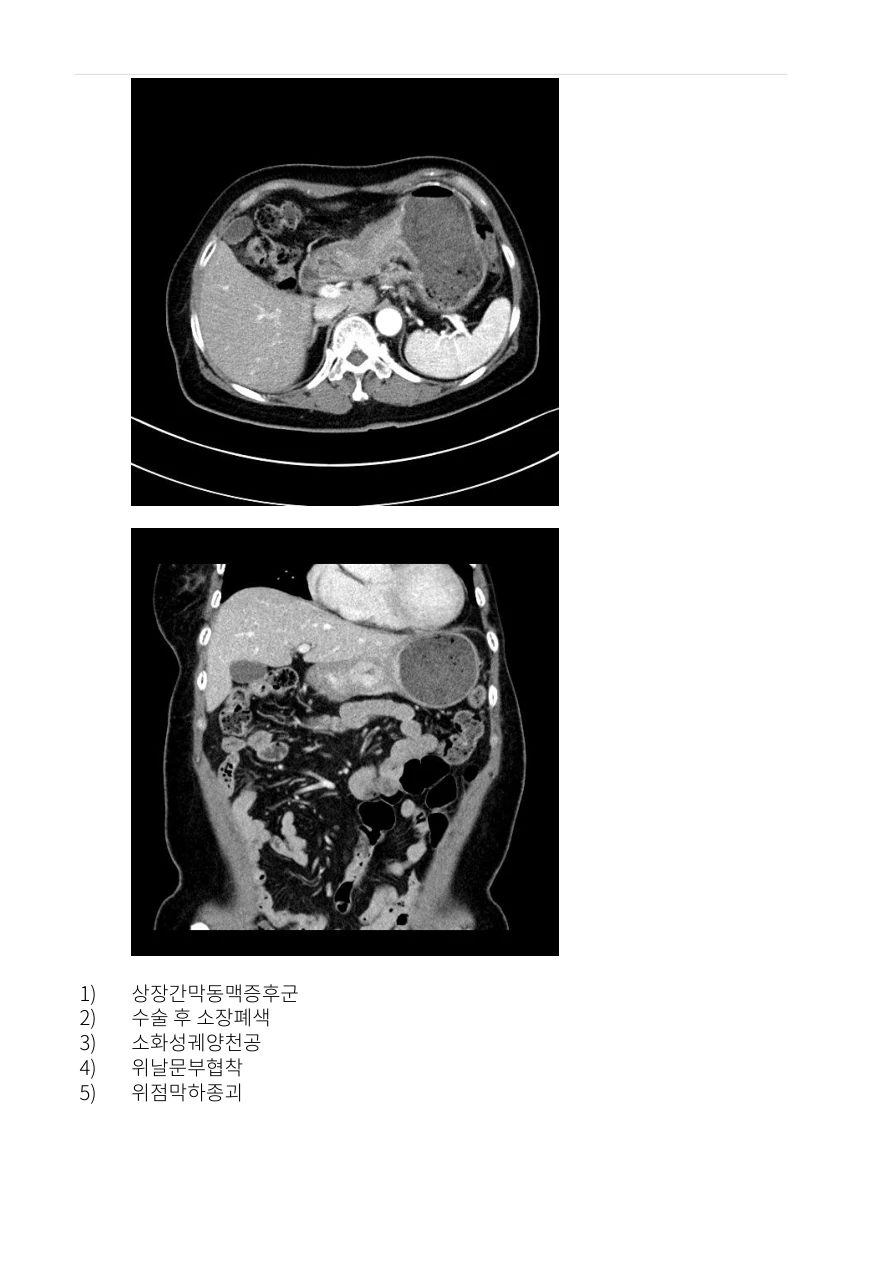 1) 상장간막동맥증후군
2) 수술 후 소장폐색
3) 소화성궤양천공
4) 위날문부협착
5) 위점막하종괴